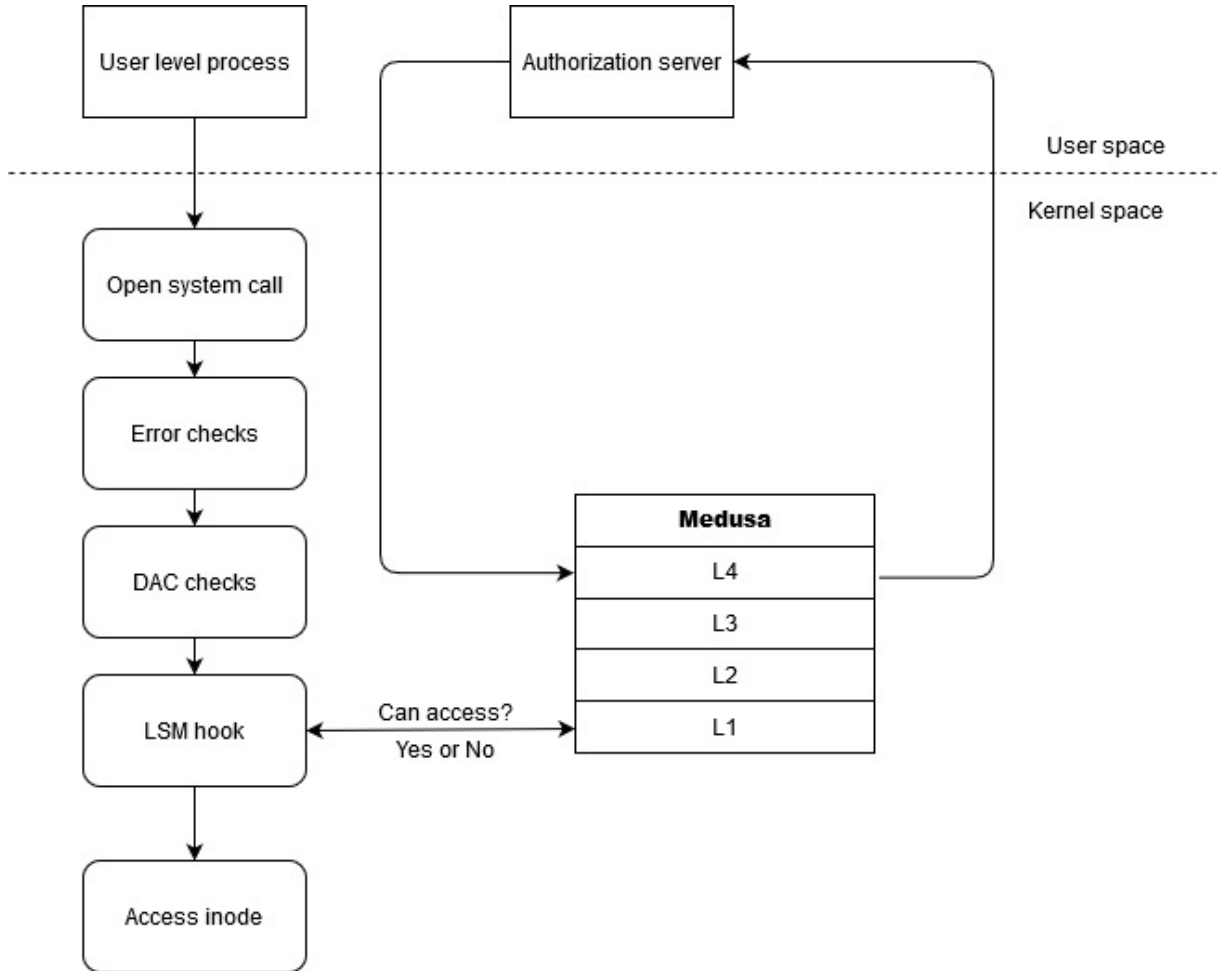 User level process
Authorization server
User space
Kernel space
Open system call
Error checks
DAC checks
LSM hook
Access inode
Can access?
Yes or No
Medusa
L4
L3
L2
L1